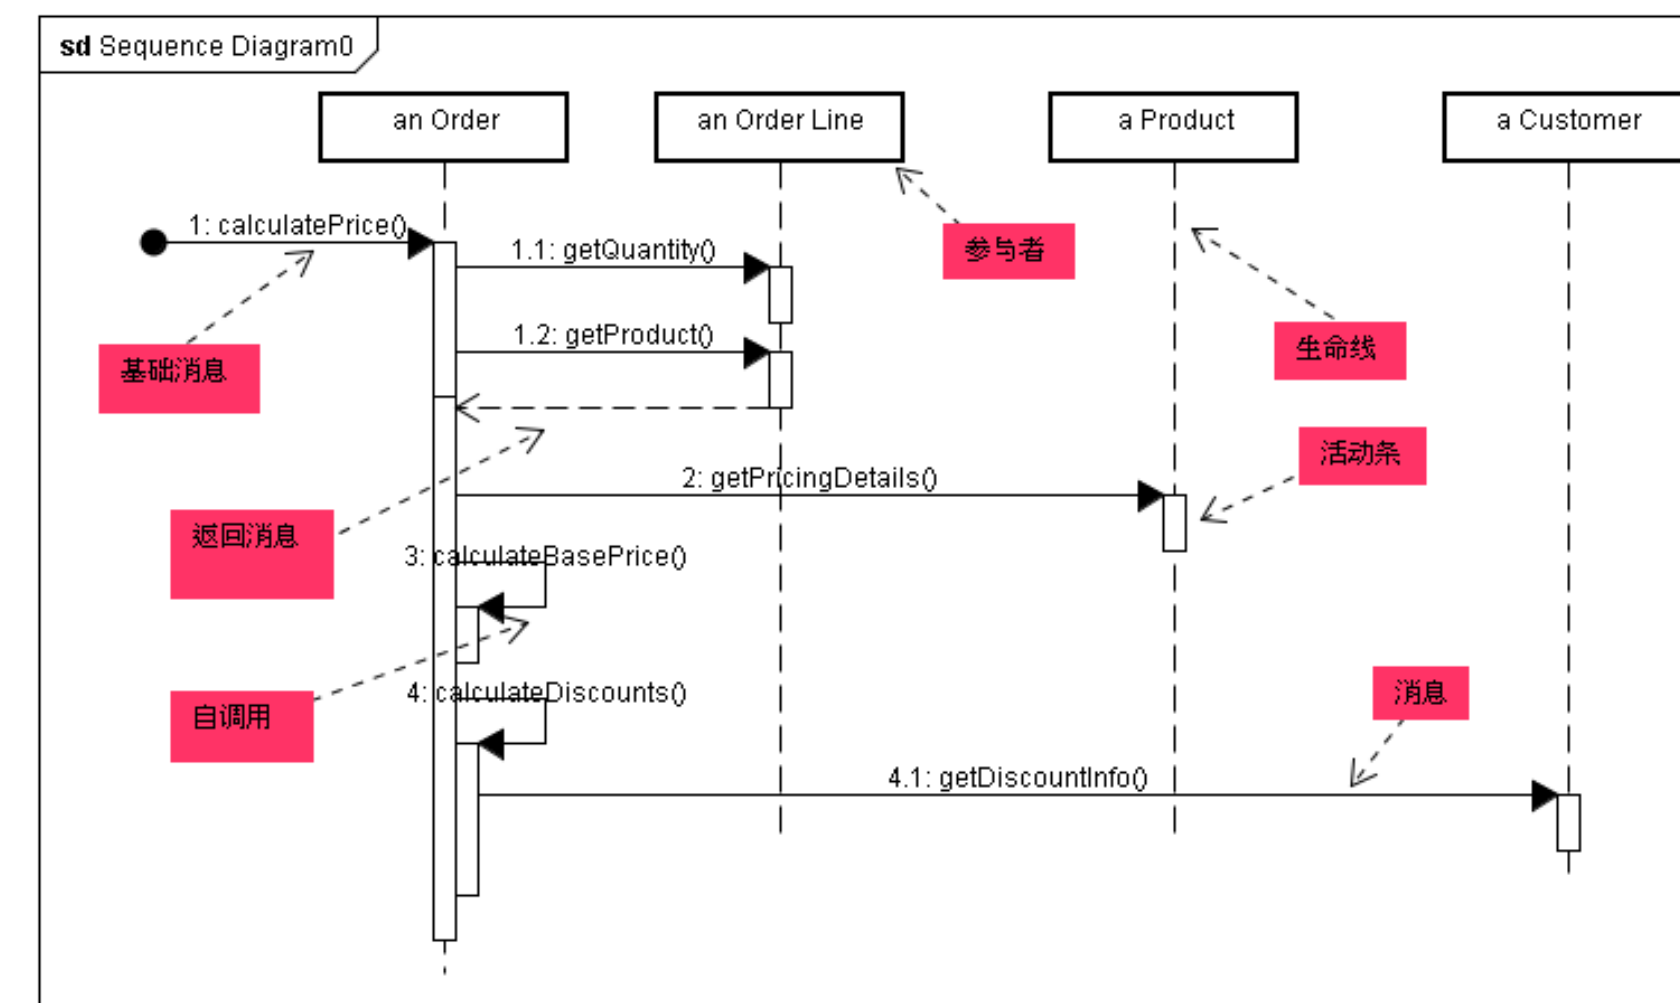 sd Sequence Diagram0
an Order
an Order Line
a Product
a Customer
1: calculatePrice()
1.1: getQuantity()
参与者
1.2: getProduct()
生命线
基础消息
活动条
2: getPricingDetails()
返回消息
3: calculateBasePrice()
自调用
4: calculateDiscounts()
消息
4.1: getDiscountInfo()